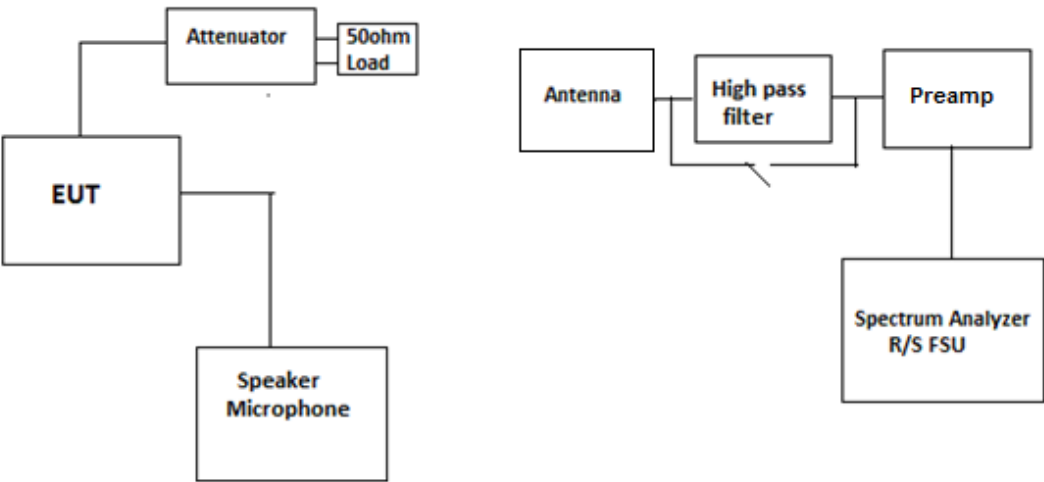 Attenuator
50ohm
Load
EUT
Speaker
Microphone
Antenna
High pass
filter
Preamp
Spectrum Analyzer
R/S FSU